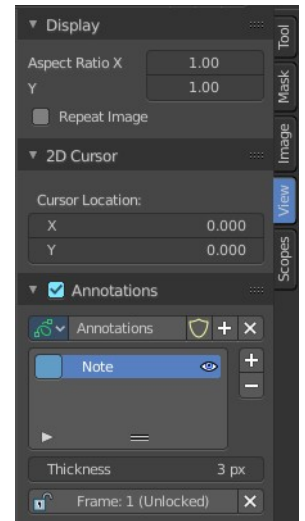 Display
Aspect Ratio X 1.00
Y 1.00
Repeat Image
2D Cursor
Cursor Location:
X 0.000
Y 0.000
Annotations
Annotations
Note
Thickness 3 px
Frame: 1 (Unlocked)
Tool
Mask
Image
View
Scopes